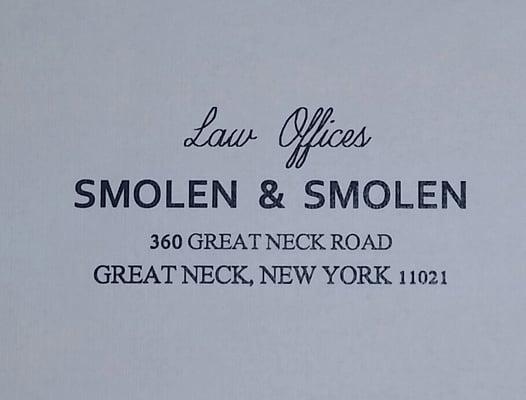 Law Offices
SMOLEN & SMOLEN
360 GREAT NECK ROAD
GREAT NECK, NEW YORK 11021